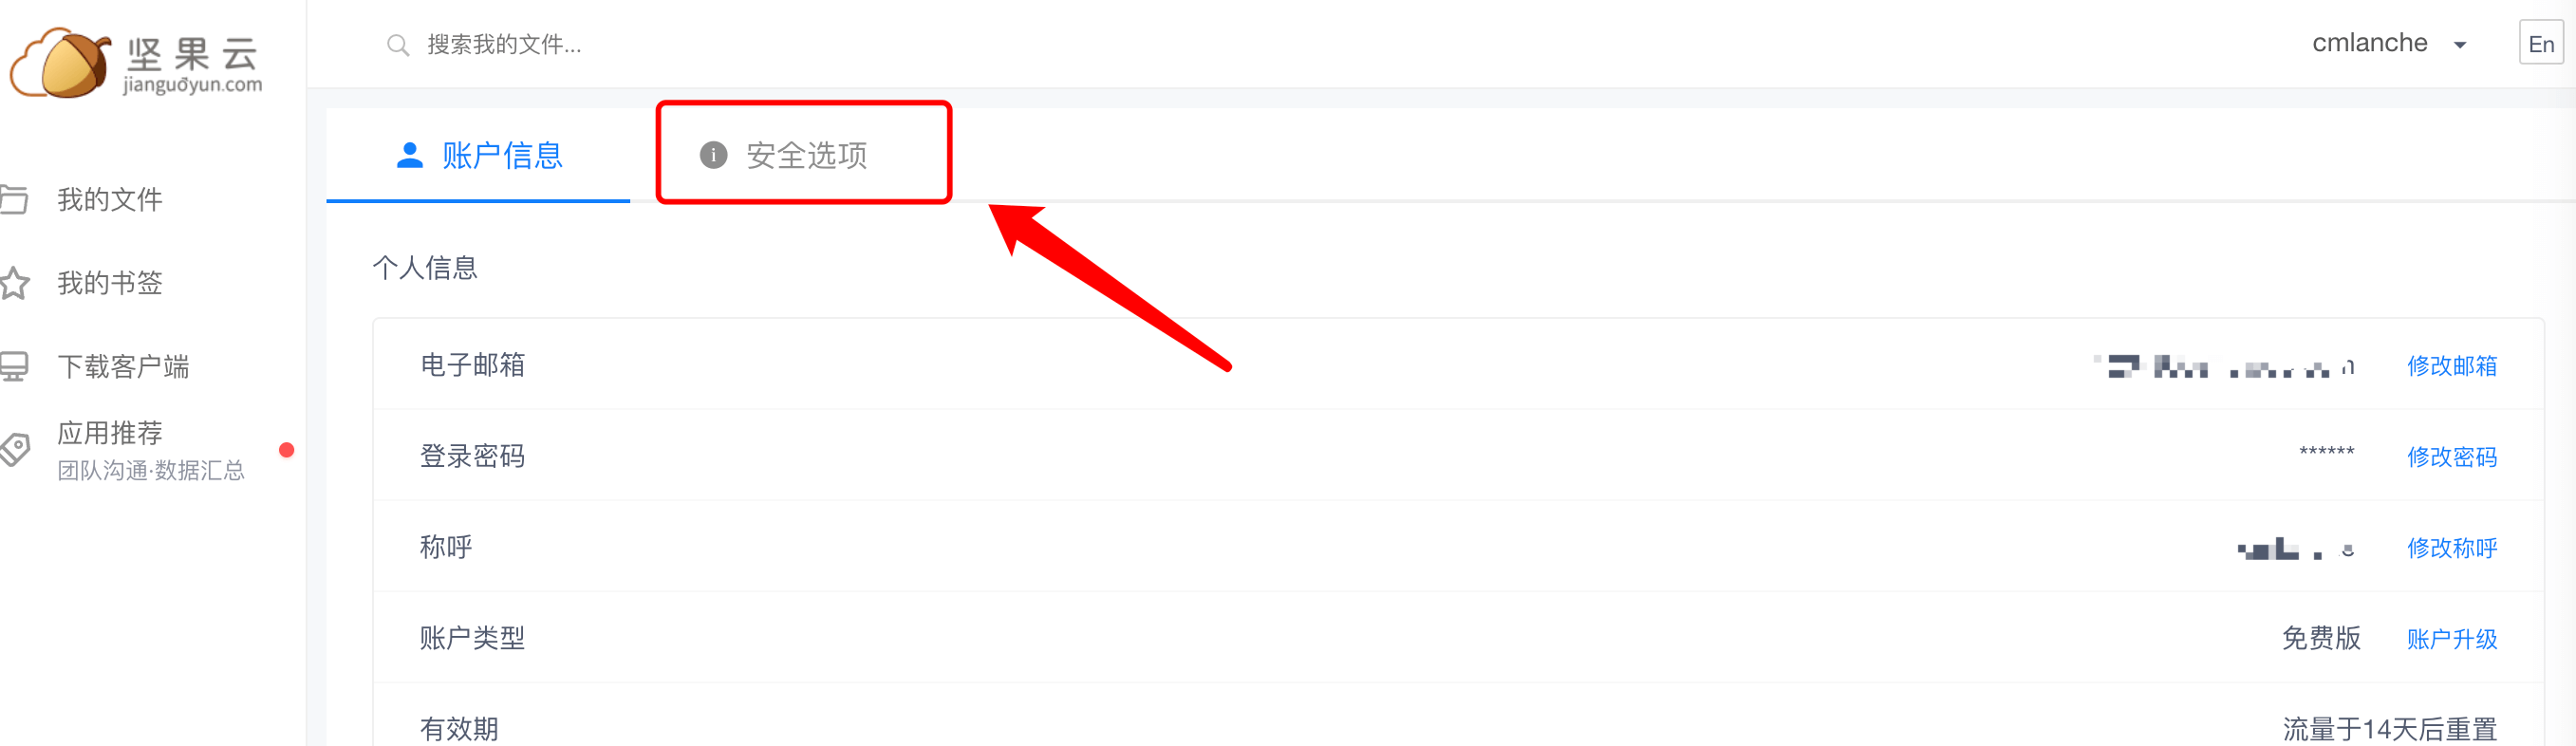 坚果云
jianguoyun.com
搜索我的文件...
cmlanche
En
账户信息
安全选项
我的文件
我的书签
下载客户端
应用推荐
团队沟通·数据汇总
个人信息
电子邮箱
修改邮箱
登录密码
******
修改密码
称呼
修改称呼
账户类型
免费版
账户升级
有效期
流量于14天后重置